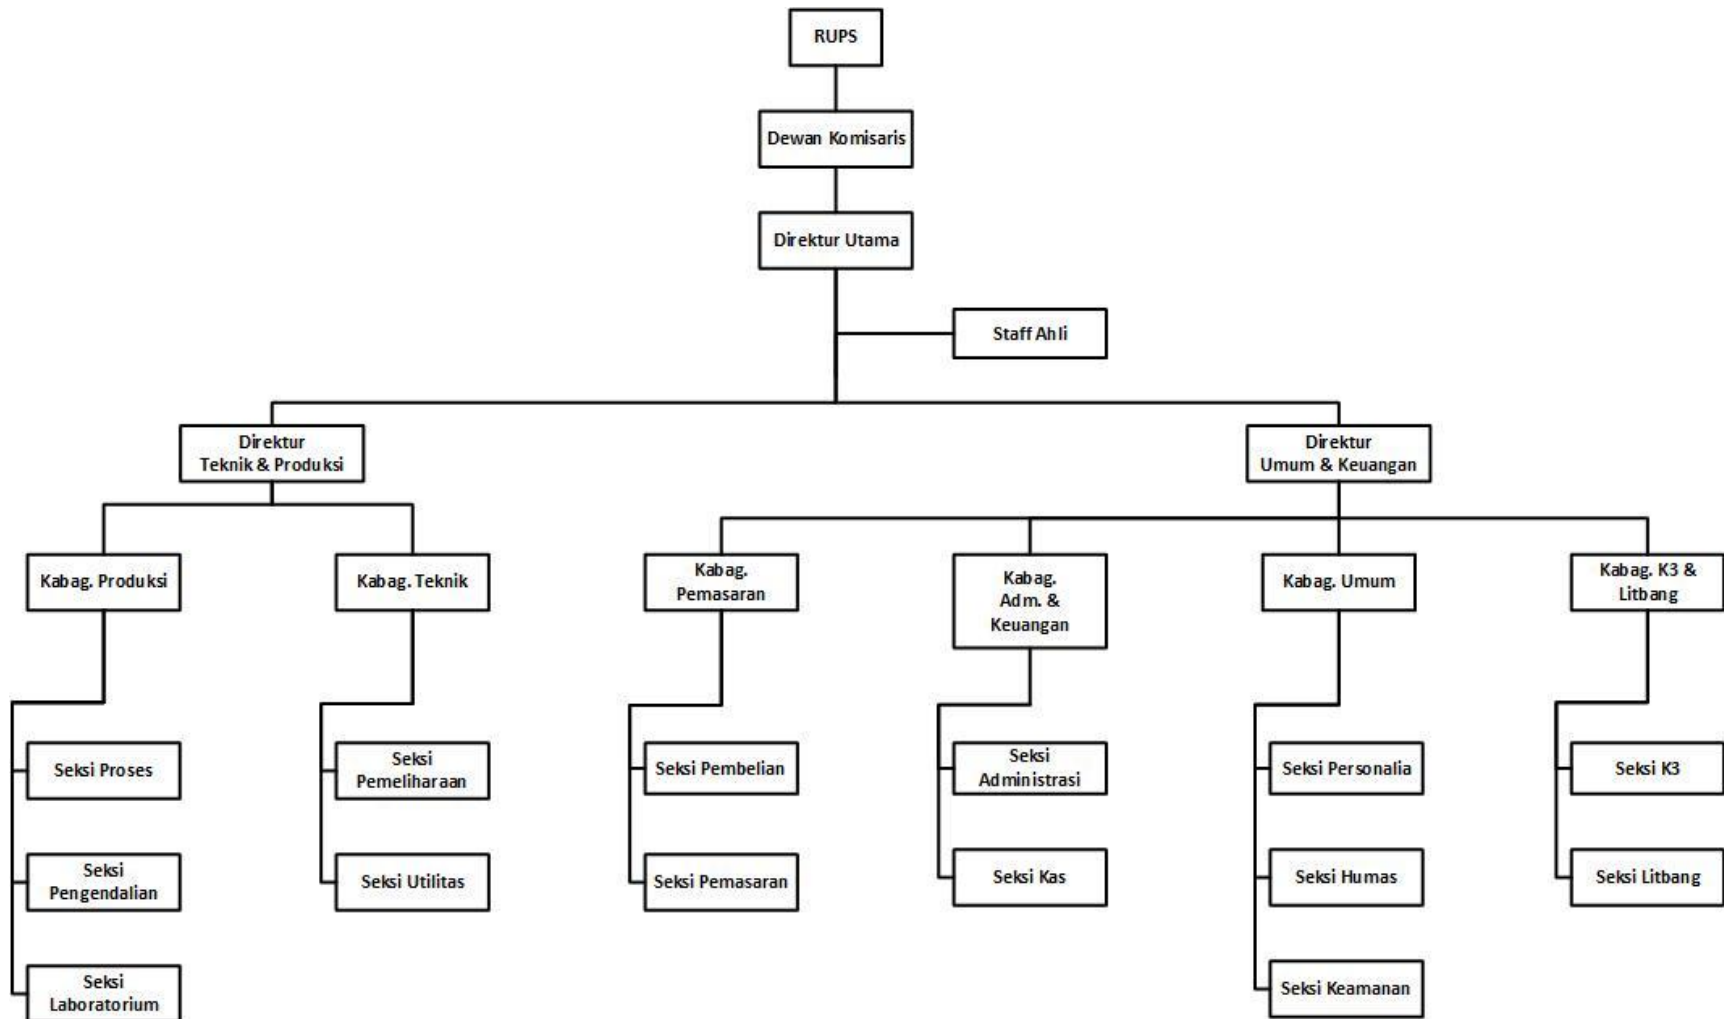 RUPS
Dewan Komisaris
Direktur Utama
Staff Ahli
Direktur
Teknik & Produksi
Direktur
Umum & Keuangan
Kabag. Produksi
Kabag. Teknik
Kabag.
Pemasaran
Kabag.
Adm. &
Keuangan
Kabag. Umum
Kabag. K3 &
Litbang
Seksi Proses
Seksi
Pemeliharaan
Seksi Pembelian
Seksi
Administrasi
Seksi Personalia
Seksi K3
Seksi
Pengendalian
Seksi Utilitas
Seksi Pemasaran
Seksi Kas
Seksi Humas
Seksi Litbang
Seksi
Laboratorium
Seksi Keamanan